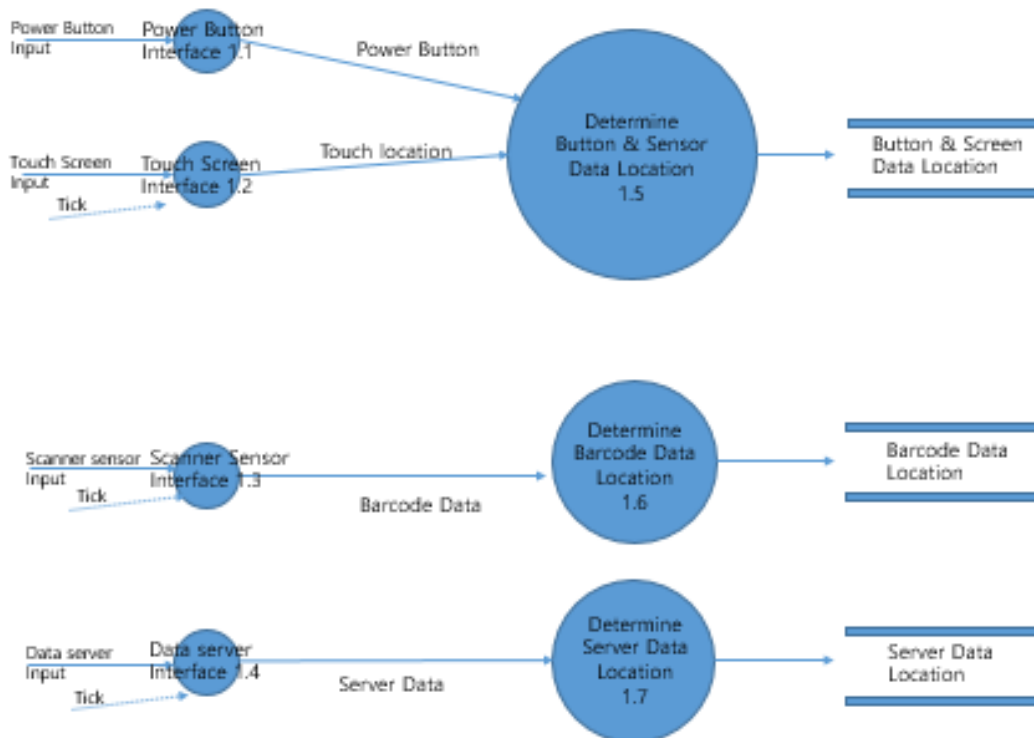 Power Button
Input
Power Button
Interface 1.1
Power Button
Touch Screen
Input
Tick
Touch Screen
Interface 1.2
Touch location
Determine
Button & Sensor
Data Location
1.5
Button & Screen
Data Location
Scanner sensor
Input
Tick
Scanner Sensor
Interface 1.3
Barcode Data
Determine
Barcode Data
Location
1.6
Barcode Data
Location
Data server
Input
Tick
Data server
Interface 1.4
Server Data
Determine
Server Data
Location
1.7
Server Data
Location